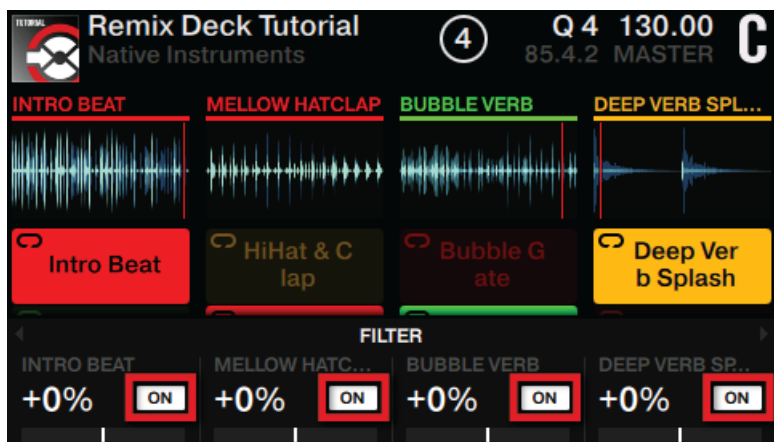 TUTORIAL
Remix Deck Tutorial
Native Instruments
4
Q 4 130.00
85.4.2 MASTER
C
INTRO BEAT MELLOW HATCLAP BUBBLE VERB DEEP VERB SPL...
Intro Beat
HiHat & C
lap
Bubble G
ate
Deep Ver
b Splash
FILTER
INTRO BEAT MELLOW HATC... BUBBLE VERB DEEP VERB SP...
+0% ON +0% ON +0% ON +0% ON